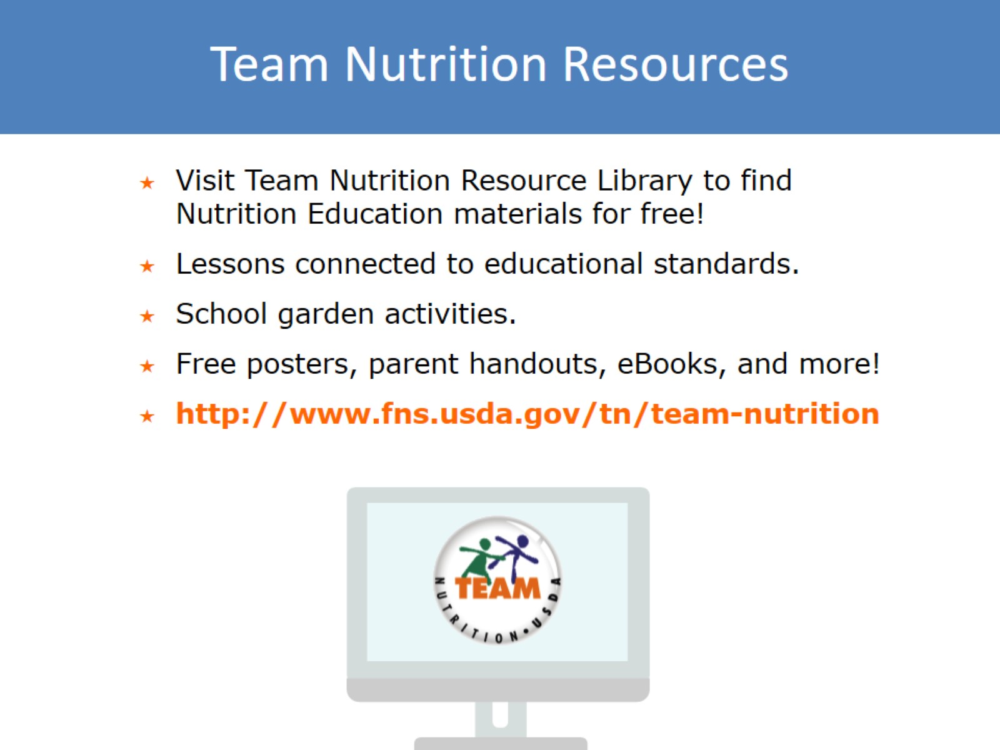 Team Nutrition Resources
★ Visit Team Nutrition Resource Library to find
Nutrition Education materials for free!
★ Lessons connected to educational standards.
★ School garden activities.
★ Free posters, parent handouts, eBooks, and more!
★ http://www.fns.usda.gov/tn/team-nutrition
TEAM
NUTRITION • USDA